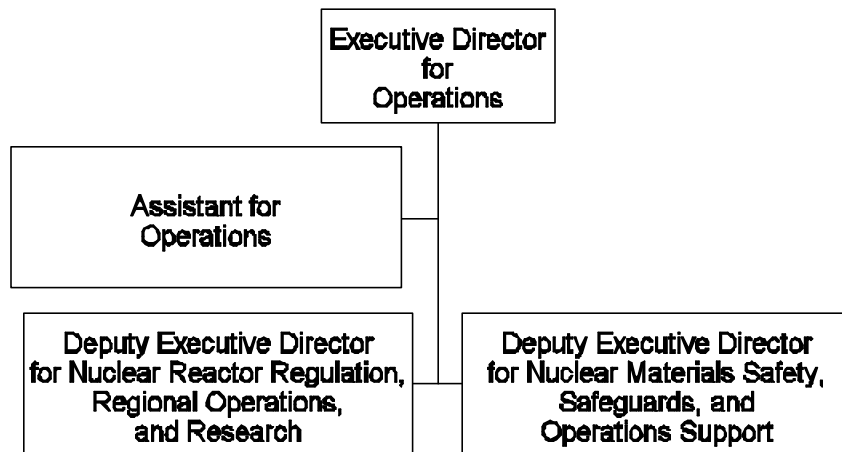 Executive Director
for
Operations
Assistant for
Operations
Deputy Executive Director
for Nuclear Reactor Regulation,
Regional Operations,
and Research
Deputy Executive Director
for Nuclear Materials Safety,
Safeguards, and
Operations Support